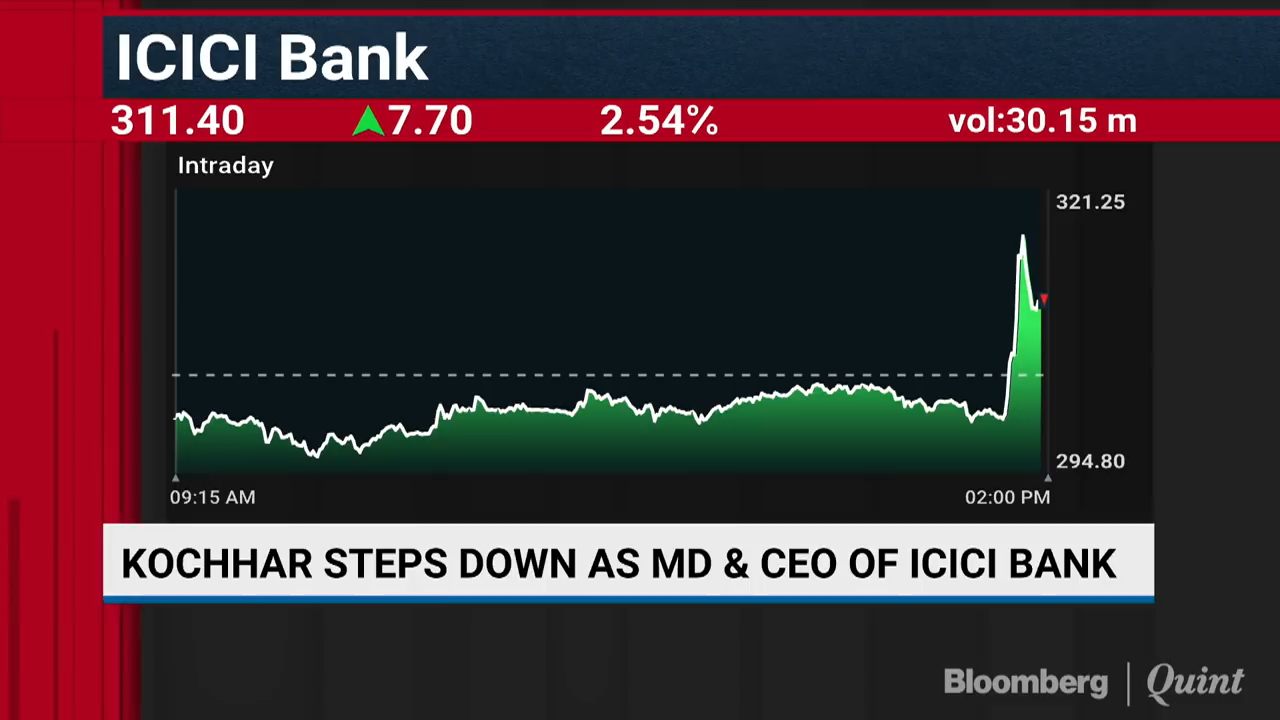 ICICI Bank
311.40 7.70 2.54% vol:30.15 m
Intraday
321.25
294.80
09:15 AM 02:00 PM
KOCHHAR STEPS DOWN AS MD & CEO OF ICICI BANK
Bloomberg | Quint